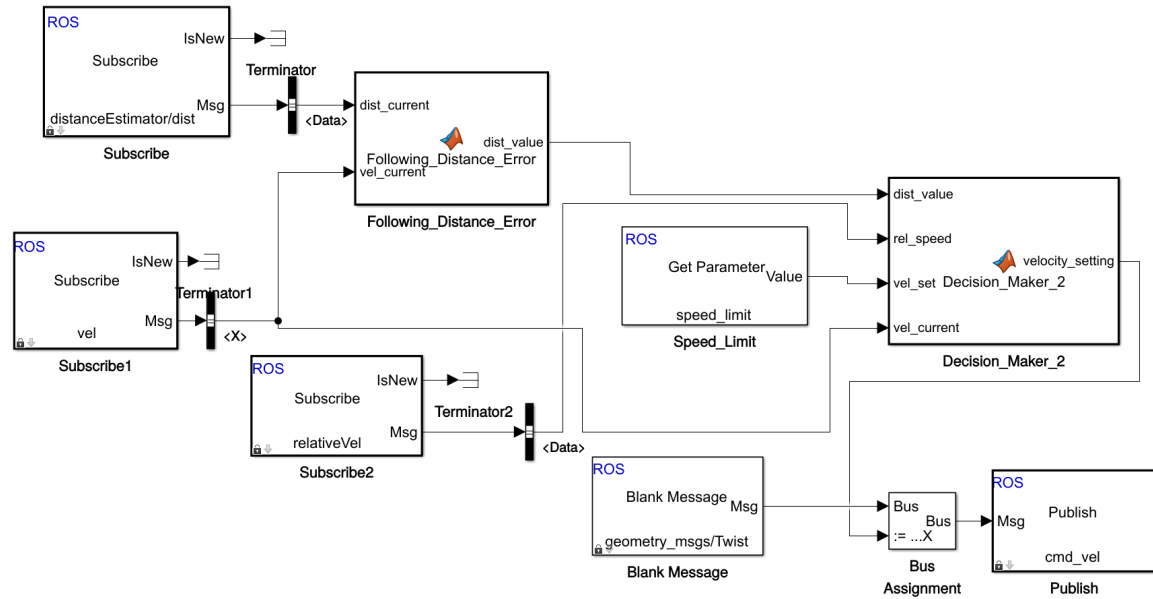 ROS
IsNew
Subscribe
Msg
distanceEstimator/dist
Subscribe
Terminator
<Data>
dist_current
dist_value
Following_Distance_Error
vel_current
Following_Distance_Error
ROS
IsNew
Subscribe
Msg
vel
Subscribe1
Terminator1
<X>
ROS
IsNew
Subscribe
Msg
relativeVel
Subscribe2
Terminator2
<Data>
ROS
Get Parameter
Value
speed_limit
Speed_Limit
dist_value
rel_speed
velocity_setting
vel_set
Decision_Maker_2
vel_current
Decision_Maker_2
ROS
Blank Message
Msg
geometry_msgs/Twist
Blank Message
Bus
Bus
:= ...X
Bus
Assignment
ROS
Publish
Msg
cmd_vel
Publish